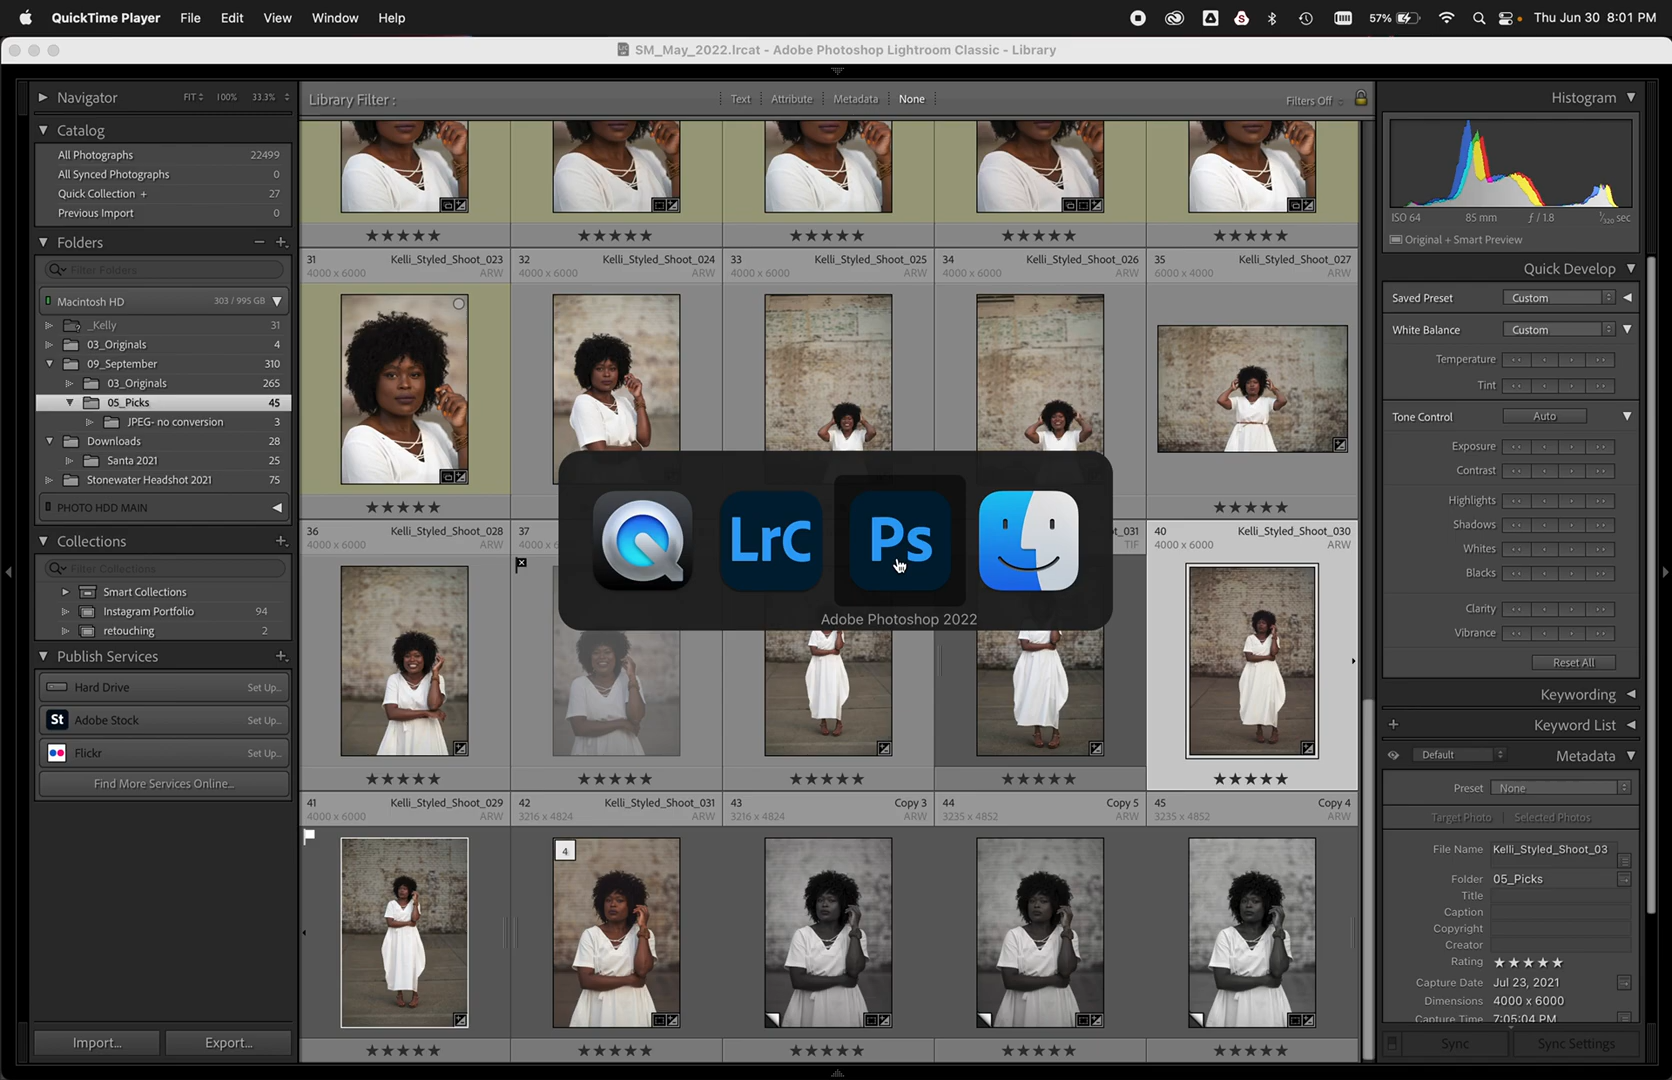 QuickTime Player File Edit View Window Help 57% Thu Jun 30 8:01 PM
SM_May_2022.lrcat - Adobe Photoshop Lightroom Classic - Library
Navigator FIT 100% 33.3%
Catalog
All Photographs 22499
All Synced Photographs 0
Quick Collection + 27
Previous Import 0
Folders
Filter Folders
Macintosh HD 303 / 995 GB
_Kelly 31
03_Originals 4
09_September 310
03_Originals 265
05_Picks 45
JPEG- no conversion 3
Downloads 28
Santa 2021 25
Stonewater Headshot 2021 75
PHOTO HDD MAIN
Collections
Filter Collections
Smart Collections
Instagram Portfolio 94
retouching 2
Publish Services
Hard Drive Set Up...
St Adobe Stock Set Up...
Flickr Set Up...
Find More Services Online...
Import... Export...
Library Filter : Text Attribute Metadata None Filters Off
31 Kelli_Styled_Shoot_023
4000 x 6000 ARW
32 Kelli_Styled_Shoot_024
4000 x 6000 ARW
33 Kelli_Styled_Shoot_025
4000 x 6000 ARW
34 Kelli_Styled_Shoot_026
4000 x 6000 ARW
35 Kelli_Styled_Shoot_027
6000 x 4000 ARW
36 Kelli_Styled_Shoot_028
4000 x 6000 ARW
37
4000 x 6
t_031
TIF
40 Kelli_Styled_Shoot_030
4000 x 6000 ARW
LrC Ps
Adobe Photoshop 2022
41 Kelli_Styled_Shoot_029
4000 x 6000 ARW
42 Kelli_Styled_Shoot_031
3216 x 4824 ARW
43 Copy 3
3216 x 4824 ARW
44 Copy 5
3235 x 4852 ARW
45 Copy 4
3235 x 4852 ARW
4
Histogram
ISO 64 85 mm ƒ / 1.8 1/320 sec
Original + Smart Preview
Quick Develop
Saved Preset Custom
White Balance Custom
Temperature
Tint
Tone Control Auto
Exposure
Contrast
Highlights
Shadows
Whites
Blacks
Clarity
Vibrance
Reset All
Keywording
Keyword List
Default Metadata
Preset None
Target Photo Selected Photos
File Name Kelli_Styled_Shoot_03
Folder 05_Picks
Title
Caption
Copyright
Creator
Rating ★★★★★
Capture Date Jul 23, 2021
Dimensions 4000 x 6000
Capture Time 7:05:04 PM
Sync Sync Settings